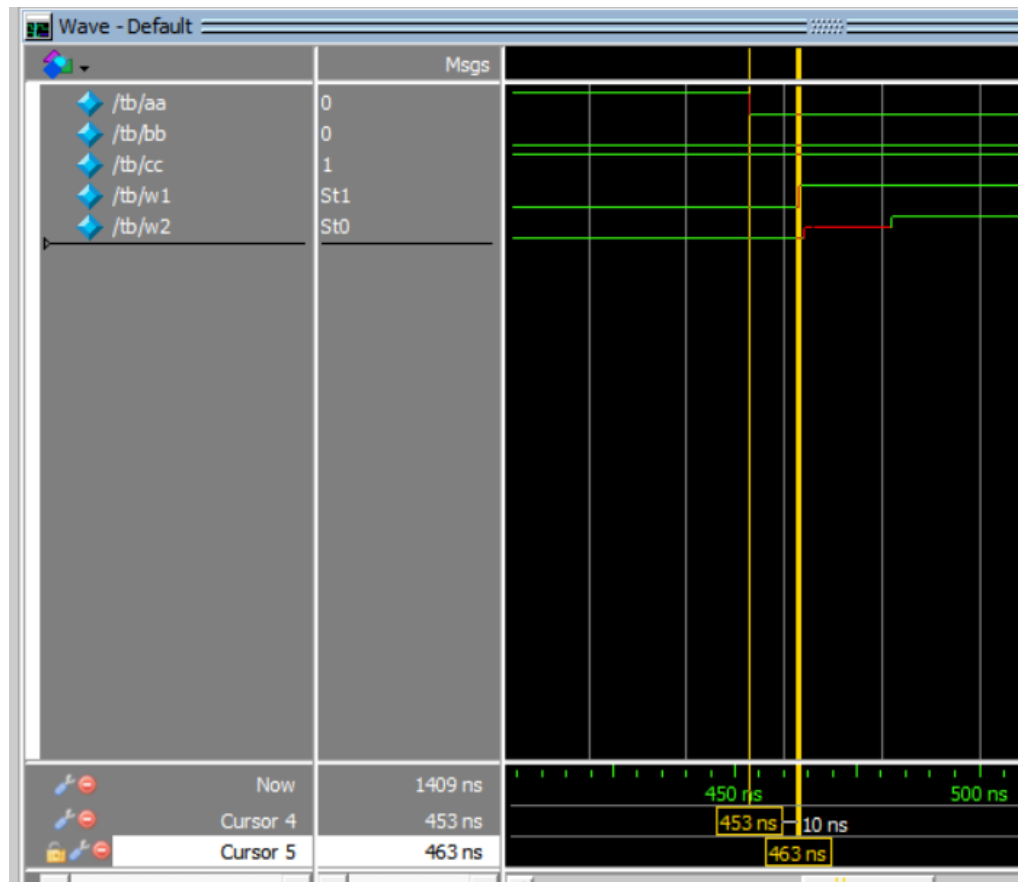 Wave - Default
Msgs
/tb/aa 0
/tb/bb 0
/tb/cc 1
/tb/w1 St1
/tb/w2 St0
Now 1409 ns 450 ns 500 ns
Cursor 4 453 ns 453 ns 10 ns
Cursor 5 463 ns 463 ns